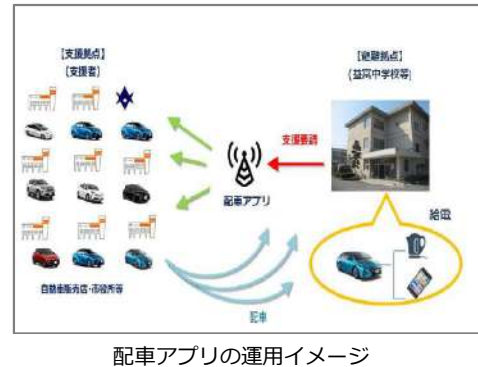 【支援拠点】
(支援者)
【避難拠点】
(益富中学校等)
支援要請
配車アプリ
給電
自動車販売店・市役所等
配車
配車アプリの運用イメージ